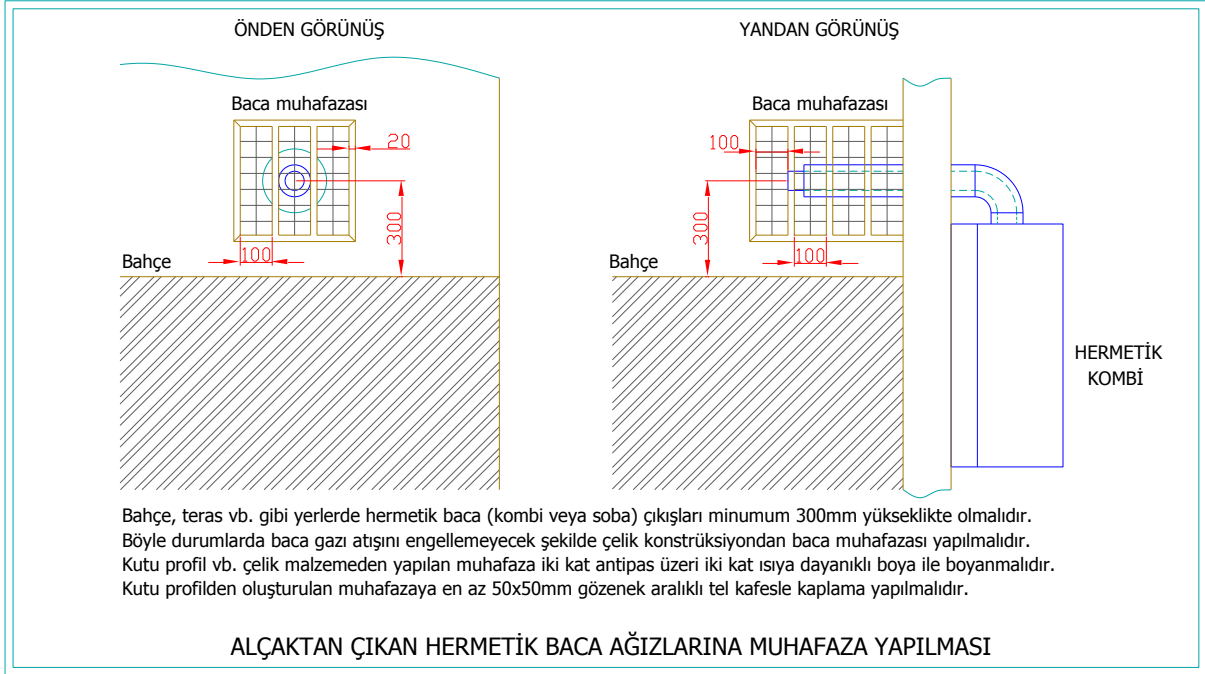 ÖNDEN GÖRÜNÜŞ
YANDAN GÖRÜNÜŞ
Baca muhafazası
Baca muhafazası
20
100
300
300
100
100
Bahçe
Bahçe
HERMETİK
KOMBİ
Bahçe, teras vb. gibi yerlerde hermetik baca (kombi veya soba) çıkışları minumum 300mm yükseklikte olmalıdır.
Böyle durumlarda baca gazı atışını engellemeyecek şekilde çelik konstrüksiyondan baca muhafazası yapılmalıdır.
Kutu profil vb. çelik malzemeden yapılan muhafaza iki kat antipas üzeri iki kat ısıya dayanıklı boya ile boyanmalıdır.
Kutu profilden oluşturulan muhafazaya en az 50x50mm gözenek aralıklı tel kafesle kaplama yapılmalıdır.
ALÇAKTAN ÇIKAN HERMETİK BACA AĞIZLARINA MUHAFAZA YAPILMASI